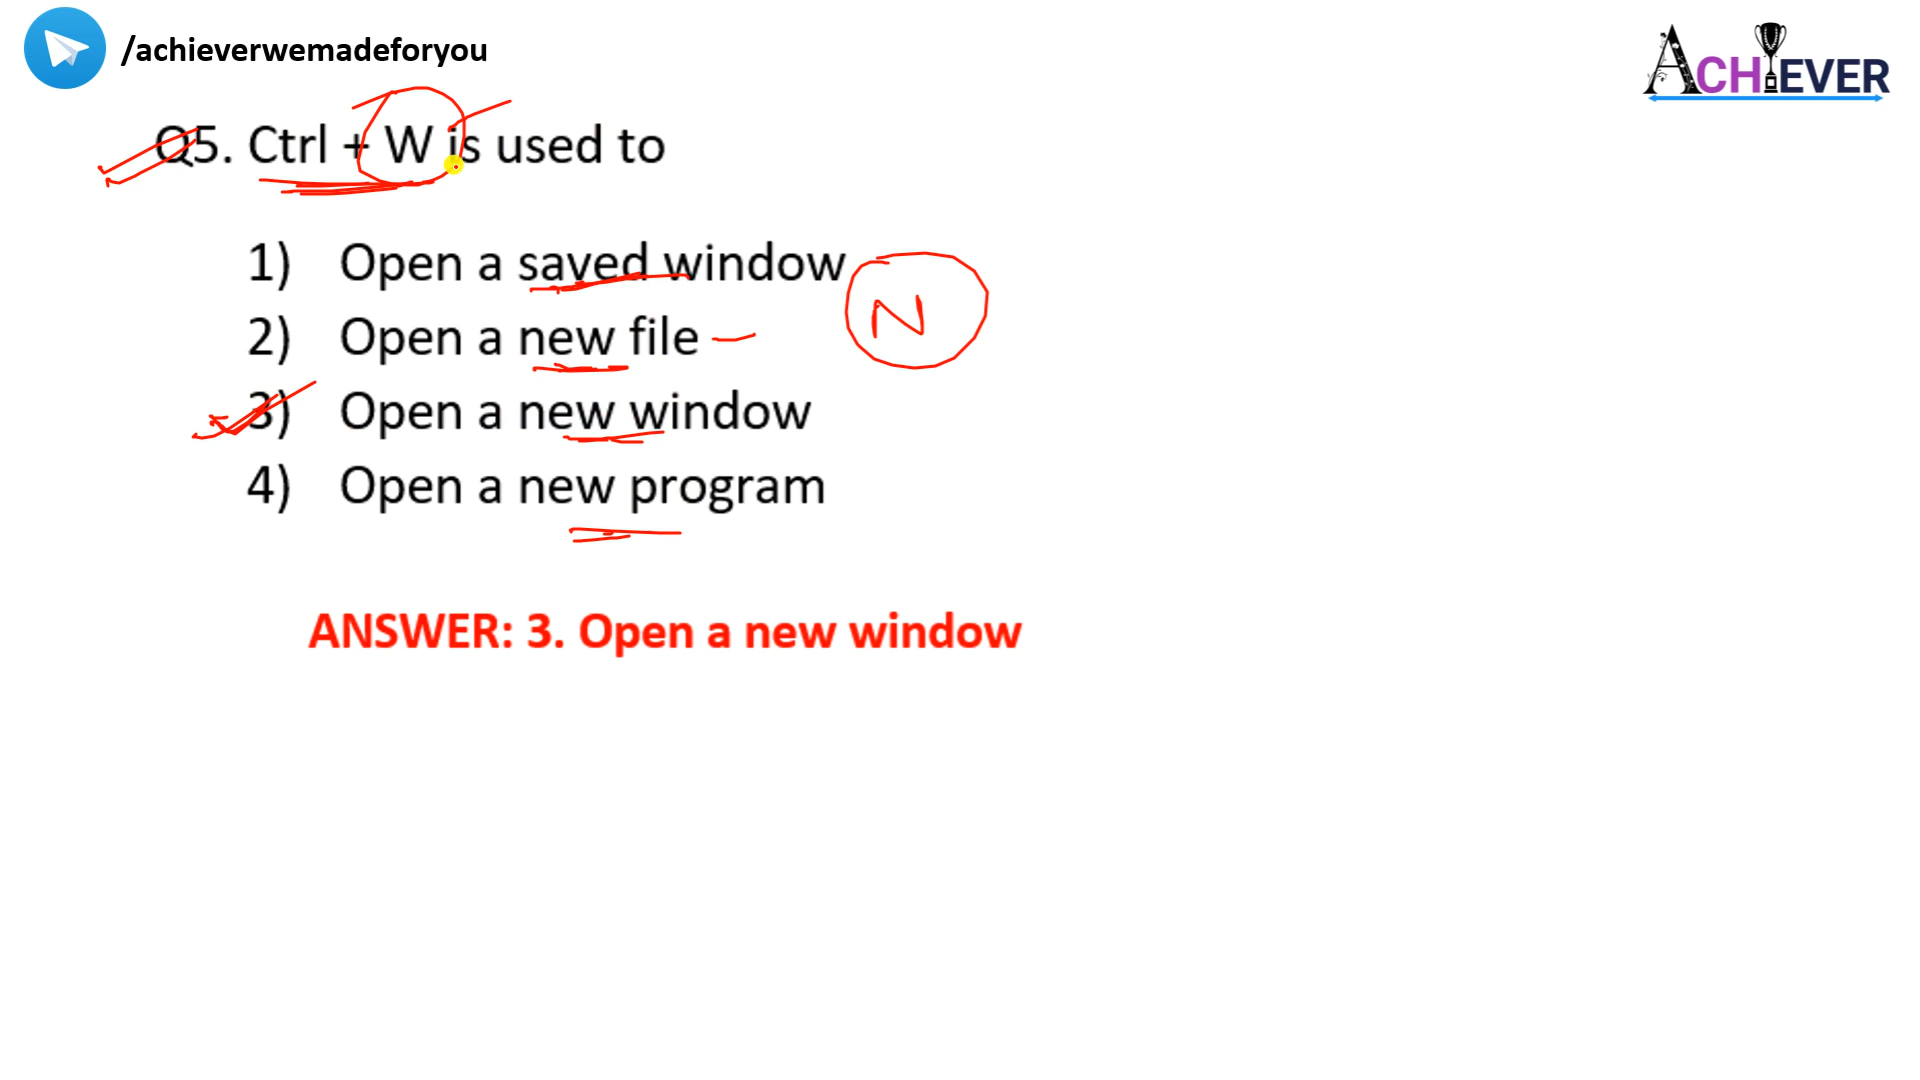 /achieverwemadeforyou
ACHIEVER
Q5. Ctrl + W is used to
1) Open a saved window
N
2) Open a new file
3) Open a new window
4) Open a new program
ANSWER: 3. Open a new window